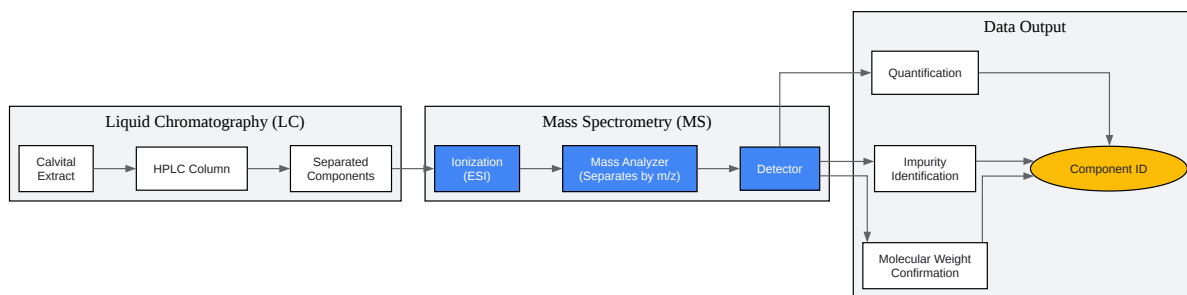 Data Output
Quantification
Liquid Chromatography (LC)
Mass Spectrometry (MS)
Calvital
Extract
HPLC Column
Separated
Components
Ionization
(ESI)
Mass Analyzer
(Separates by m/z)
Detector
Impurity
Identification
Component ID
Molecular Weight
Confirmation